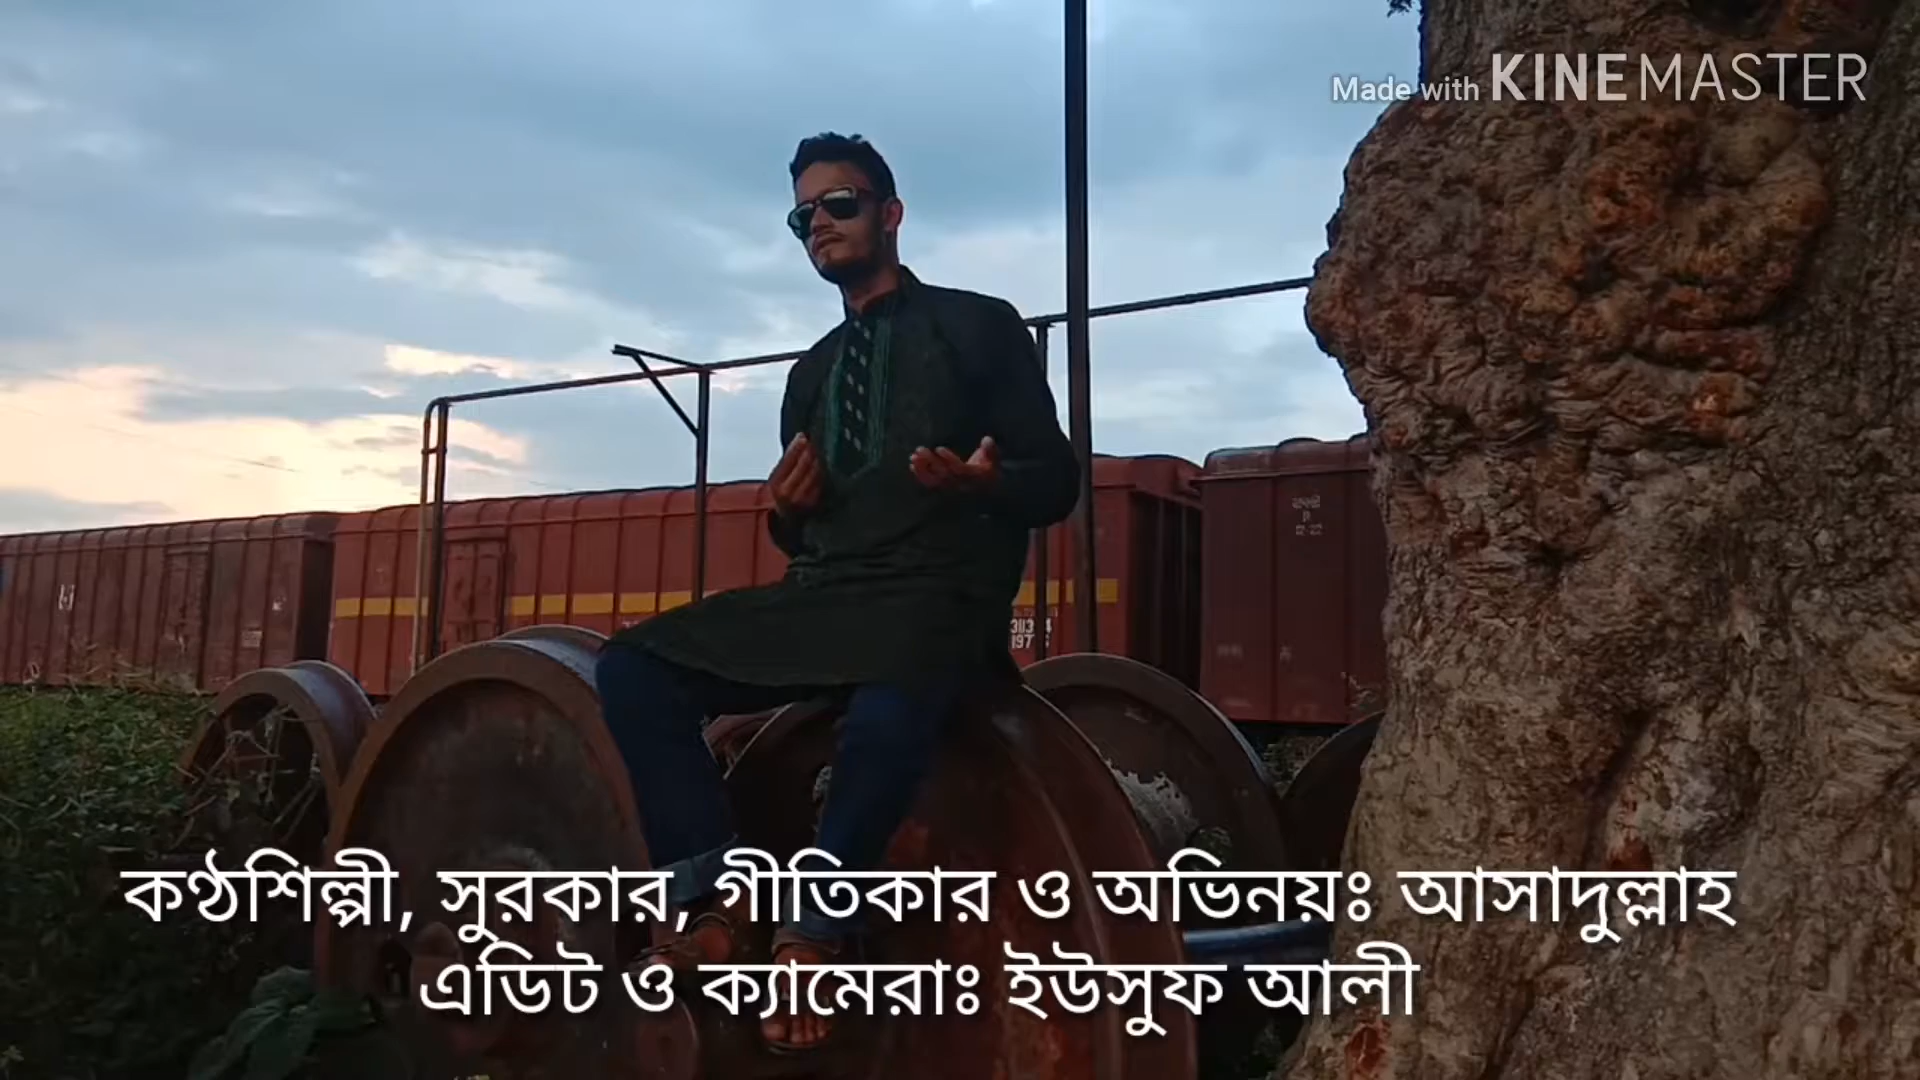 Made with KINEMASTER
কণ্ঠশিল্পী, সুরকার, গীতিকার ও অভিনয়ঃ আসাদুল্লাহ
এডিট ও ক্যামেরাঃ ইউসুফ আলী